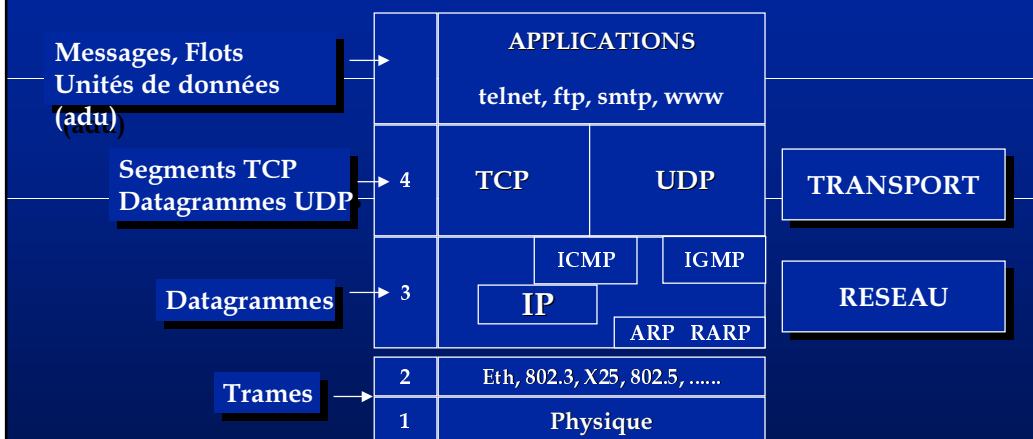 APPLICATIONS
Messages, Flots
Unités de données
(adu)
telnet, ftp, smtp, www
Segments TCP
Datagrammes UDP
4
TCP
UDP
TRANSPORT
ICMP
IGMP
Datagrammes
3
IP
RESEAU
ARP RARP
Trames
2
Eth, 802.3, X25, 802.5, ......
1
Physique